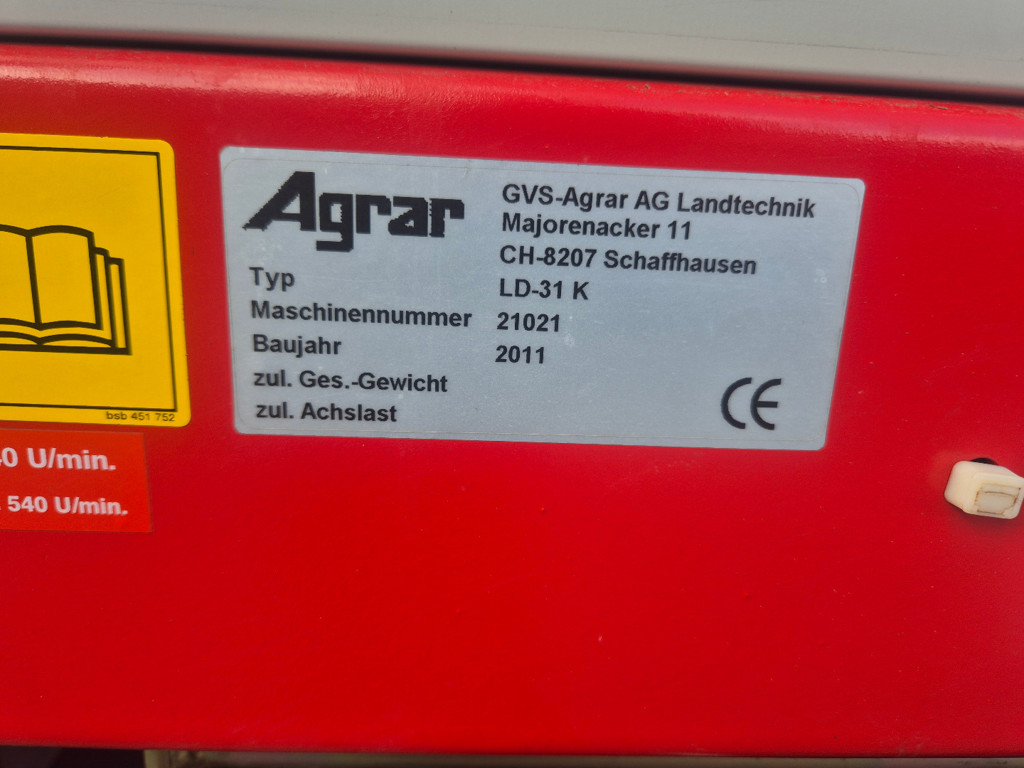 Agrar
GVS-Agrar AG Landtechnik
Majorenacker 11
CH-8207 Schaffhausen
Typ LD-31 K
Maschinennummer 21021
Baujahr 2011
zul. Ges.-Gewicht
zul. Achslast
CE
bsb 451 752
0 U/min.
540 U/min.